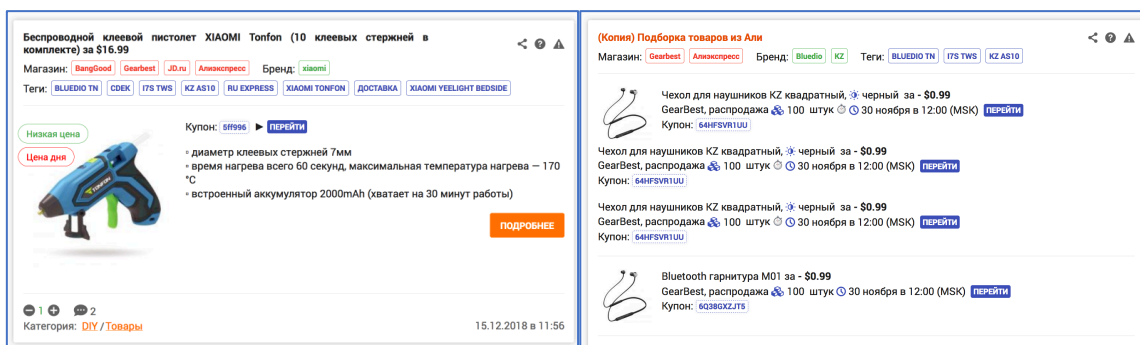 Беспроводной клеевой пистолет XIAOMI Tonfon (10 клеевых стержней в
комплекте) за $16.99
Магазин: BangGood Gearbest JD.ru Алиэкспресс Бренд: xiaomi
Теги: BLUEDIO TN CDEK I7S TWS KZ AS10 RU EXPRESS XIAOMI TONFON ДОСТАВКА XIAOMI YEELIGHT BEDSIDE
Низкая цена
Цена дня
TONFON
Купон: 5ff996 ► ПЕРЕЙТИ
▫ диаметр клеевых стержней 7мм
▫ время нагрева всего 60 секунд, максимальная температура нагрева — 170
°C
▫ встроенный аккумулятор 2000mAh (хватает на 30 минут работы)
ПОДРОБНЕЕ
1 2
Категория: DIY / Товары
15.12.2018 в 11:56
(Копия) Подборка товаров из Али
Магазин: Gearbest Алиэкспресс Бренд: Bluedio KZ Теги: BLUEDIO TN I7S TWS KZ AS10
Чехол для наушников KZ квадратный, черный за - $0.99
GearBest, распродажа 100 штук 30 ноября в 12:00 (MSK) ПЕРЕЙТИ
Купон: 64HFSVR1UU
Чехол для наушников KZ квадратный, черный за - $0.99
GearBest, распродажа 100 штук 30 ноября в 12:00 (MSK) ПЕРЕЙТИ
Купон: 64HFSVR1UU
Чехол для наушников KZ квадратный, черный за - $0.99
GearBest, распродажа 100 штук 30 ноября в 12:00 (MSK) ПЕРЕЙТИ
Купон: 64HFSVR1UU
Bluetooth гарнитура M01 за - $0.99
GearBest, распродажа 100 штук 30 ноября в 12:00 (MSK) ПЕРЕЙТИ
Купон: 6Q38GXZJT5